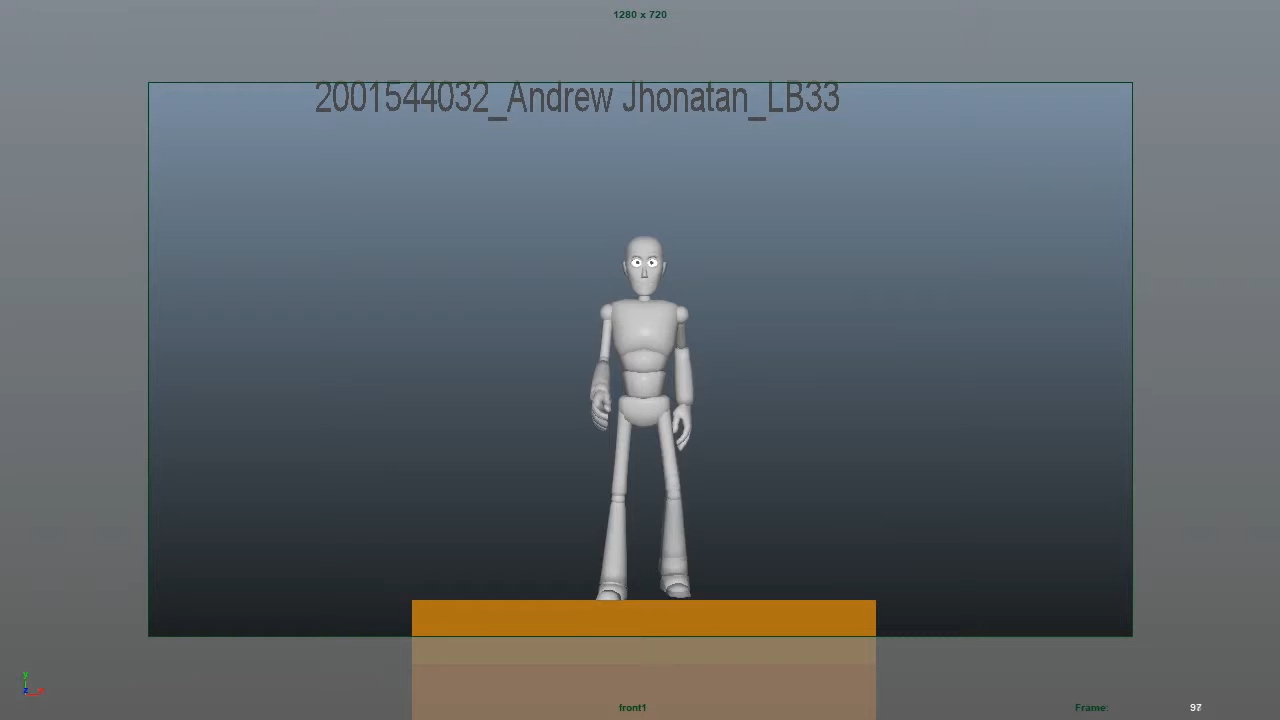 1280 x 720
2001544032_Andrew Jhonatan_LB33
y
front1
Frame:
97